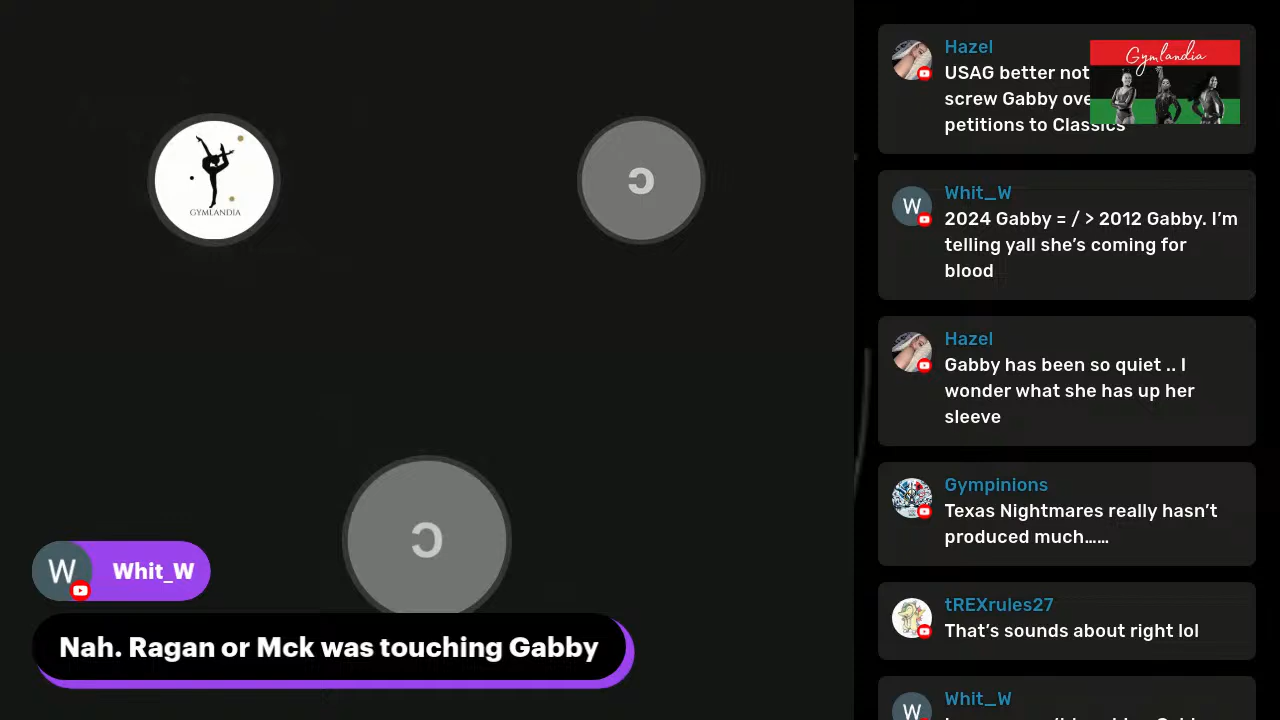 GYMLANDIA
ɔ
ɔ
W
Whit_W
Nah. Ragan or Mck was touching Gabby
Gymlandia
Hazel
USAG better not
screw Gabby ove
petitions to Classics
W
Whit_W
2024 Gabby = / > 2012 Gabby. I’m
telling yall she’s coming for
blood
Hazel
Gabby has been so quiet .. I
wonder what she has up her
sleeve
Gympinions
Texas Nightmares really hasn’t
produced much......
tREXrules27
That’s sounds about right lol
W
Whit_W